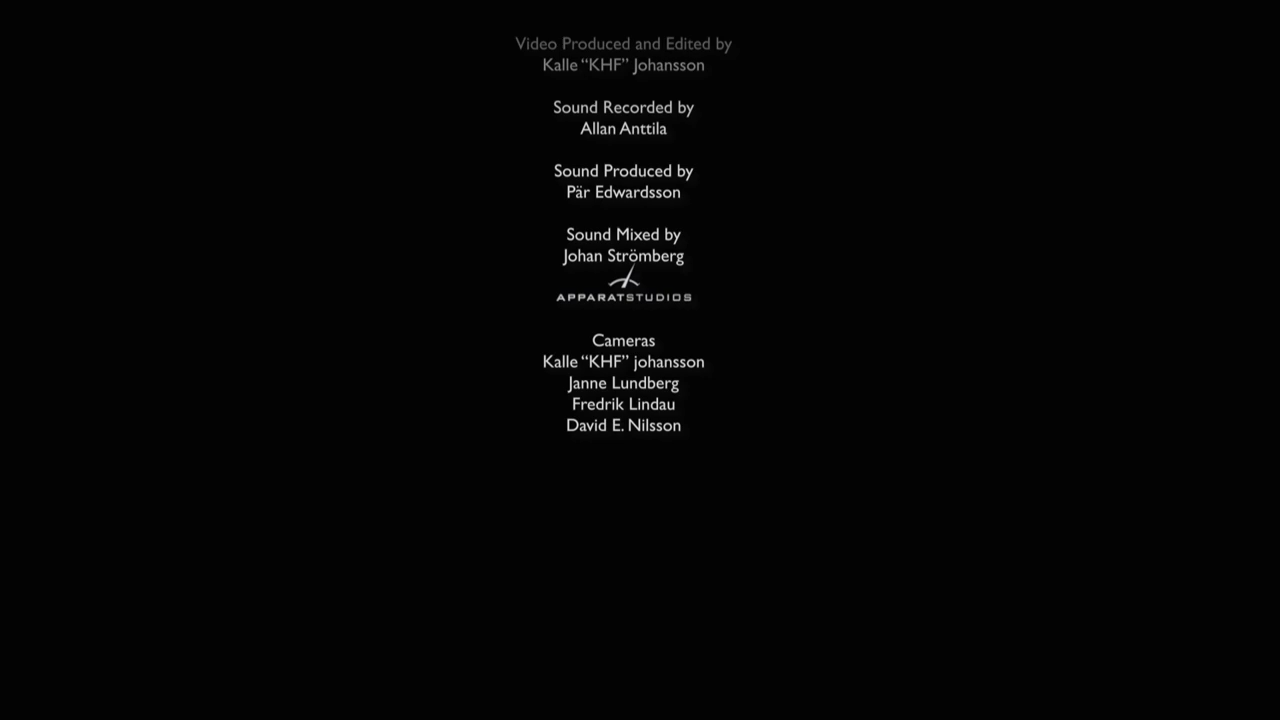 Video Produced and Edited by
Kalle “KHF” Johansson
Sound Recorded by
Allan Anttila
Sound Produced by
Pär Edwardsson
Sound Mixed by
Johan Strömberg
APPARATSTUDIOS
Cameras
Kalle “KHF” johansson
Janne Lundberg
Fredrik Lindau
David E. Nilsson